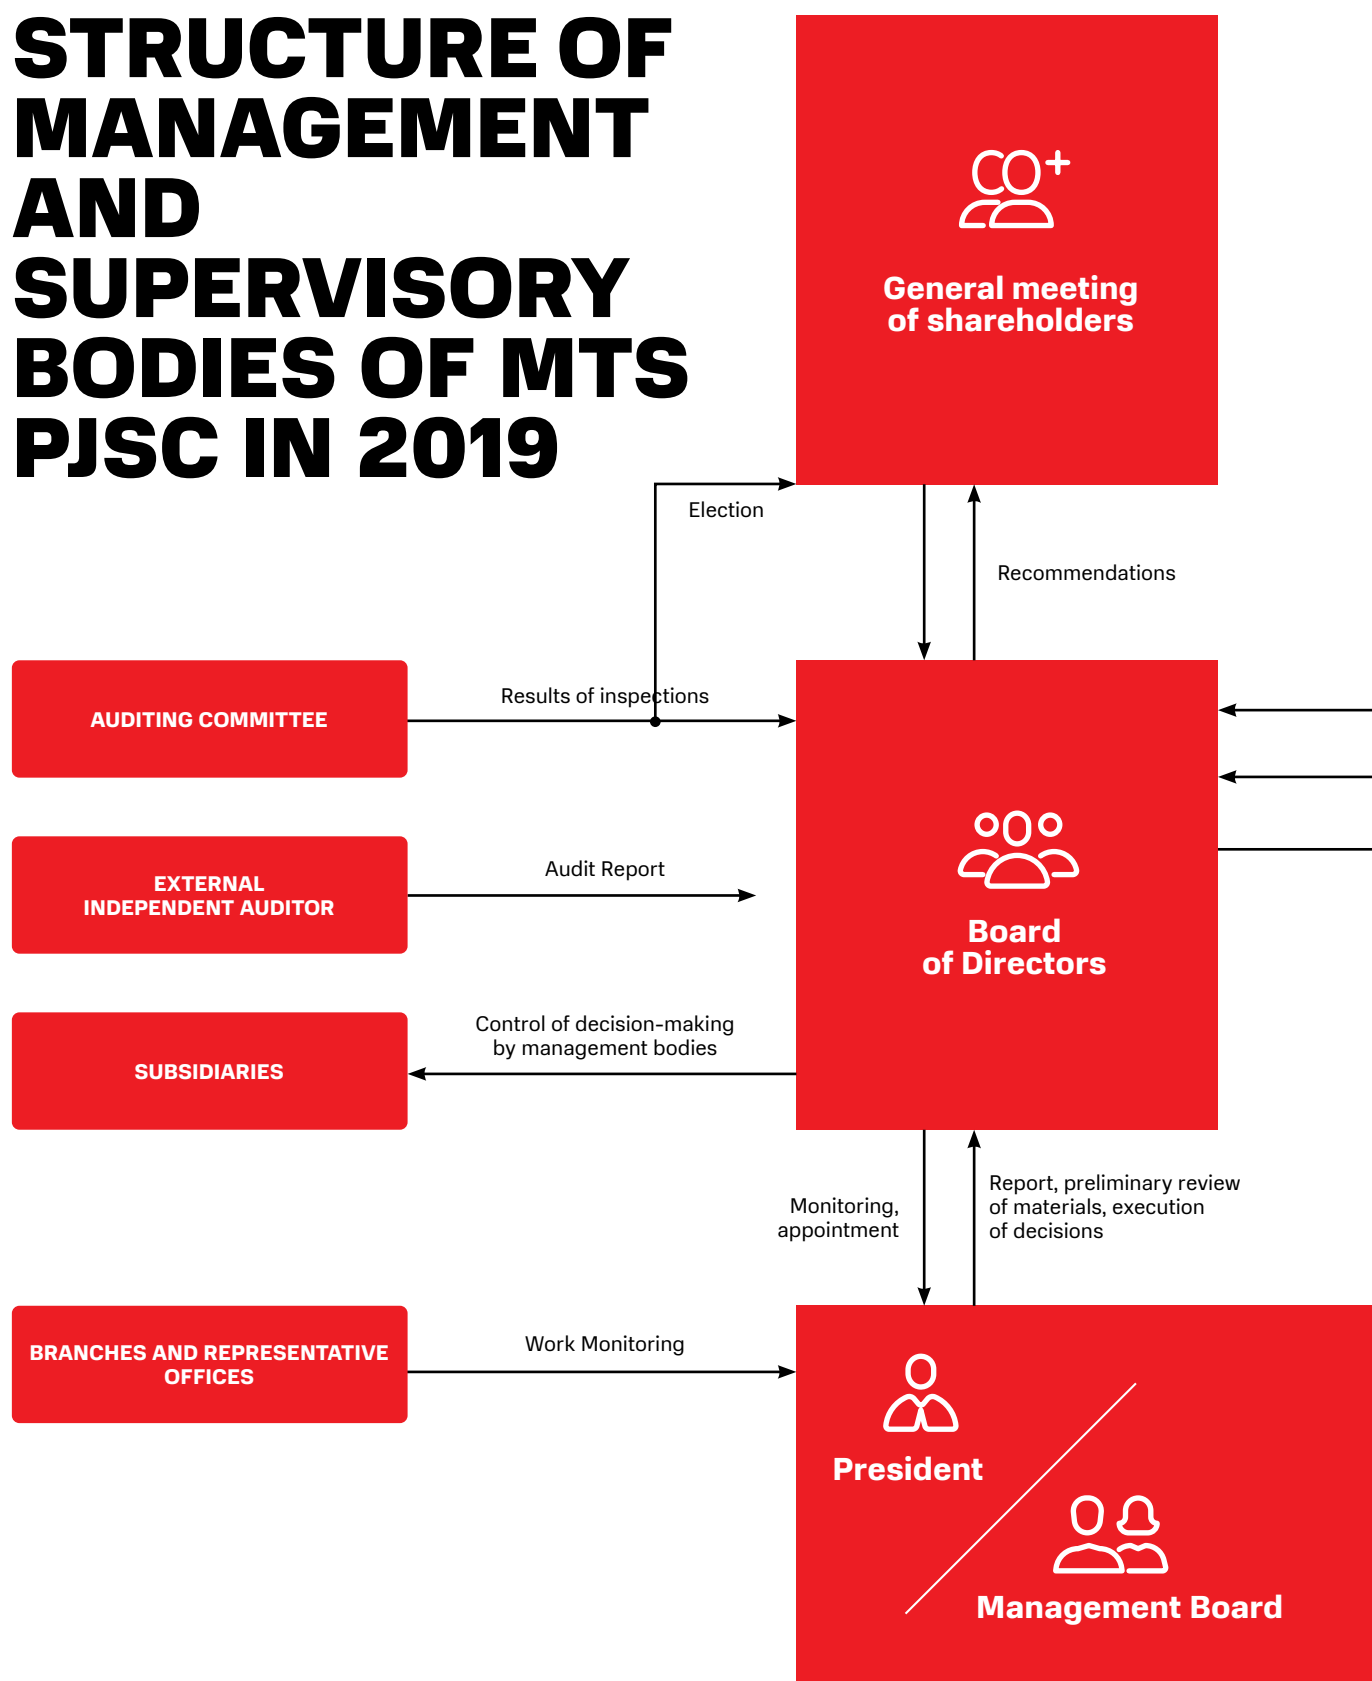 STRUCTURE OF
MANAGEMENT
AND
SUPERVISORY
BODIES OF MTS
PJSC IN 2019
General meeting
of shareholders
Election
Recommendations
AUDITING COMMITTEE
Results of inspections
EXTERNAL
INDEPENDENT AUDITOR
Audit Report
Board
of Directors
SUBSIDIARIES
Control of decision-making
by management bodies
Monitoring,
appointment
Report, preliminary review
of materials, execution
of decisions
BRANCHES AND REPRESENTATIVE
OFFICES
Work Monitoring
President
Management Board